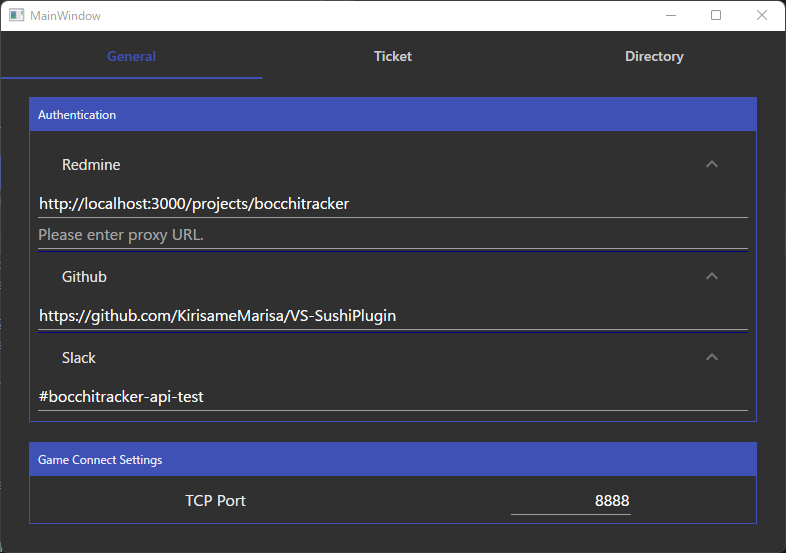 MainWindow
General
Ticket
Directory
Authentication
Redmine
http://localhost:3000/projects/bocchitracker
Please enter proxy URL.
Github
https://github.com/KirisameMarisa/VS-SushiPlugin
Slack
#bocchitracker-api-test
Game Connect Settings
TCP Port
8888